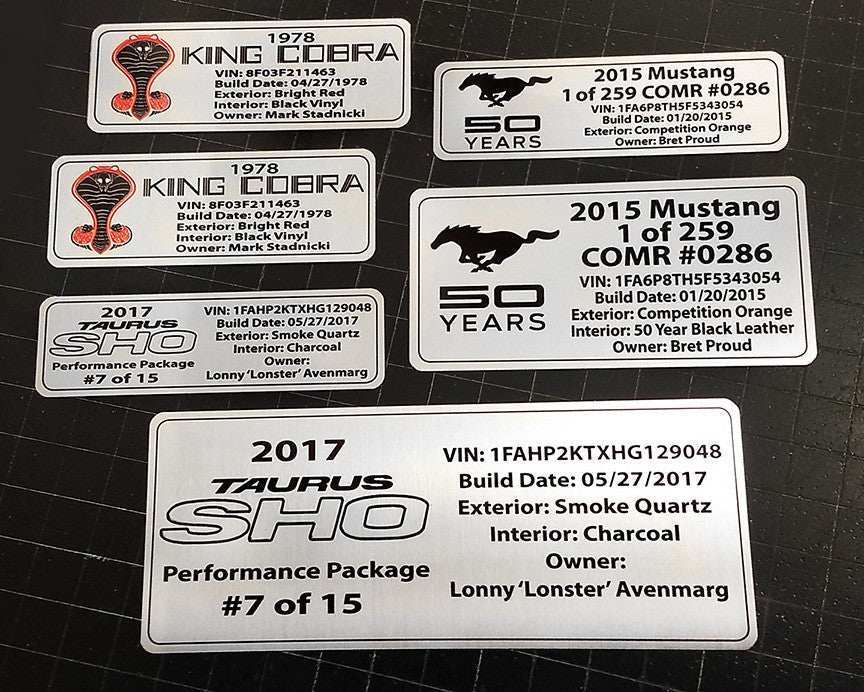 1978
KING COBRA
VIN: 8F03F211463
Build Date: 04/27/1978
Exterior: Bright Red
Interior: Black Vinyl
Owner: Mark Stadnicki
2015 Mustang
1 of 259 COMR #0286
VIN: 1FA6P8TH5F5343054
Build Date: 01/20/2015
Exterior: Competition Orange
Owner: Bret Proud
50
YEARS
1978
KING COBRA
VIN: 8F03F211463
Build Date: 04/27/1978
Exterior: Bright Red
Interior: Black Vinyl
Owner: Mark Stadnicki
2015 Mustang
1 of 259
COMR #0286
VIN: 1FA6P8TH5F5343054
Build Date: 01/20/2015
Exterior: Competition Orange
Interior: 50 Year Black Leather
Owner: Bret Proud
50
YEARS
2017
TAURUS
SHO
Performance Package
#7 of 15
VIN: 1FAHP2KTXHG129048
Build Date: 05/27/2017
Exterior: Smoke Quartz
Interior: Charcoal
Owner:
Lonny 'Lonster' Avenmarg
2017
TAURUS
SHO
Performance Package
#7 of 15
VIN: 1FAHP2KTXHG129048
Build Date: 05/27/2017
Exterior: Smoke Quartz
Interior: Charcoal
Owner:
Lonny 'Lonster' Avenmarg